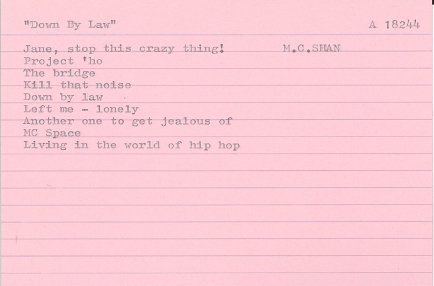 "Down By Law" A 18244
Jane, stop this crazy thing! M.C.SHAN
Project 'ho
The bridge
Kill that noise
Down by law
Left me - lonely
Another one to get jealous of
MC Space
Living in the world of hip hop